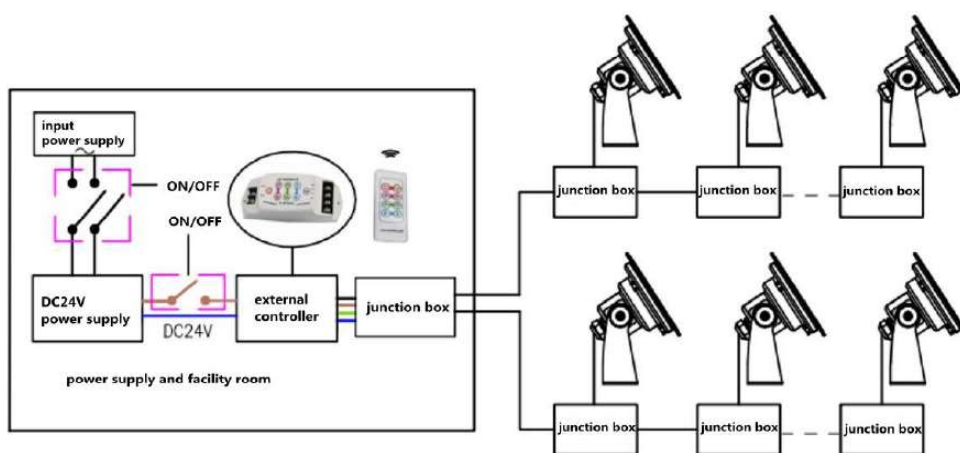 input
power supply
ON/OFF
ON/OFF
DC24V
power supply
DC24V
external
controller
junction box
power supply and facility room
junction box
junction box
junction box
junction box
junction box
junction box